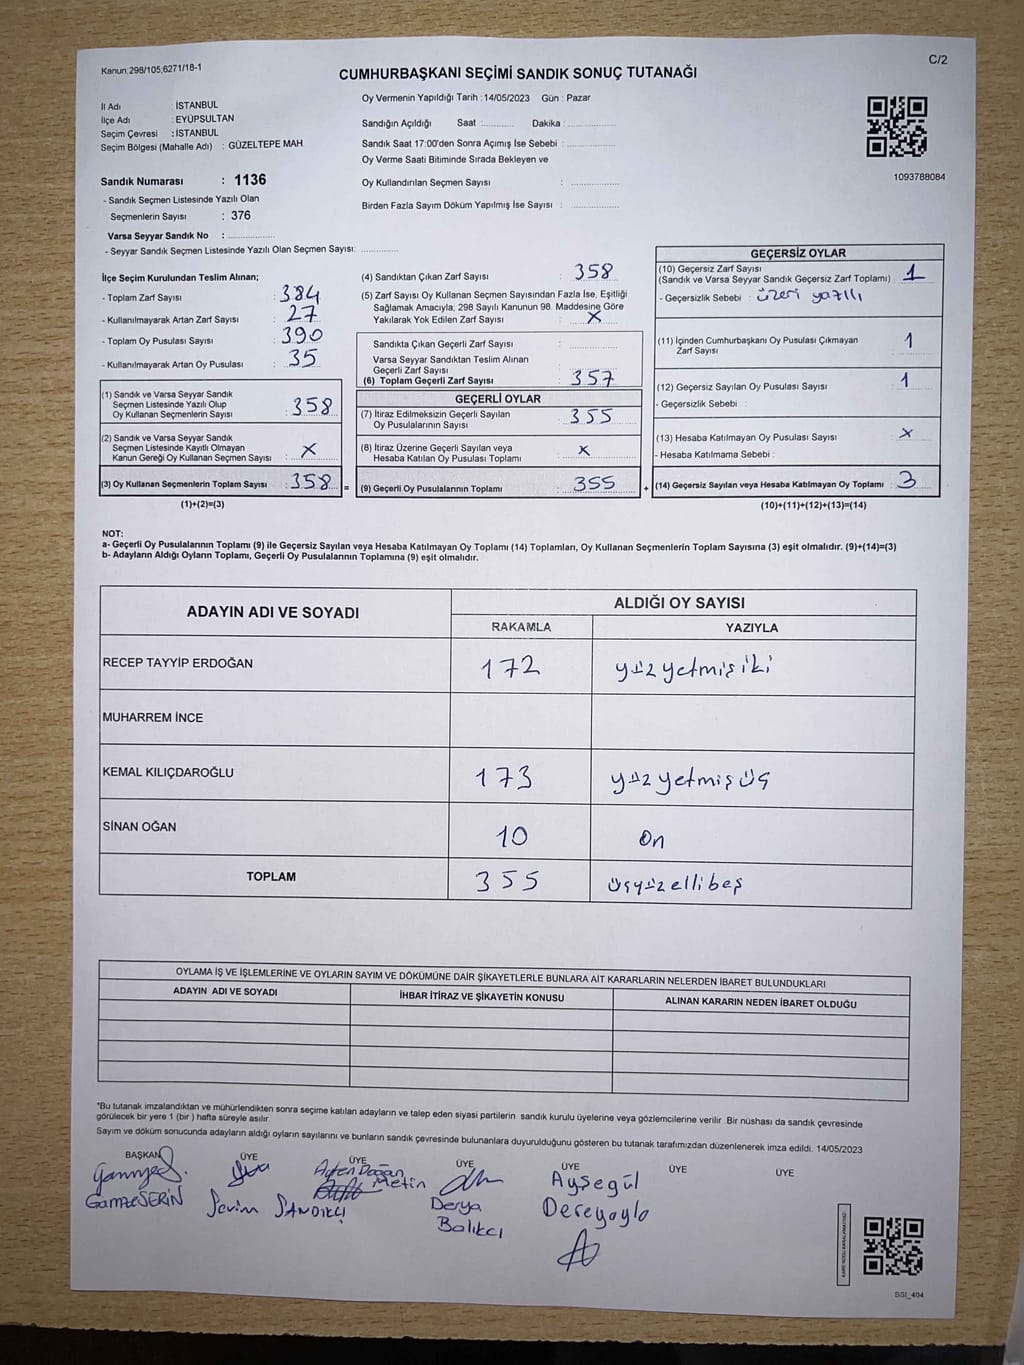 Kanun:298/105;6271/18-1
C/2
CUMHURBAŞKANI SEÇİMİ SANDIK SONUÇ TUTANAĞI
İl Adı : İSTANBUL
İlçe Adı : EYÜPSULTAN
Seçim Çevresi : İSTANBUL
Seçim Bölgesi (Mahalle Adı) : GÜZELTEPE MAH.
Sandık Numarası : 1136
- Sandık Seçmen Listesinde Yazılı Olan
Seçmenlerin Sayısı : 376
Varsa Seyyar Sandık No : ................
- Seyyar Sandık Seçmen Listesinde Yazılı Olan Seçmen Sayısı: .............
Oy Vermenin Yapıldığı Tarih : 14/05/2023 Gün : Pazar
Sandığın Açıldığı Saat :........... Dakika : ................
Sandık Saat 17:00'den Sonra Açımış İse Sebebi : ................
Oy Verme Saati Bitiminde Sırada Bekleyen ve
Oy Kullandırılan Seçmen Sayısı : ................
Birden Fazla Sayım Döküm Yapılmış İse Sayısı : ................
1093788084
İlçe Seçim Kurulundan Teslim Alınan;
- Toplam Zarf Sayısı : 384
- Kullanılmayarak Artan Zarf Sayısı : 27
- Toplam Oy Pusulası Sayısı : 390
- Kullanılmayarak Artan Oy Pusulası : 35
(1) Sandık ve Varsa Seyyar Sandık
Seçmen Listesinde Yazılı Olup
Oy Kullanan Seçmenlerin Sayısı : 358
(2) Sandık ve Varsa Seyyar Sandık
Seçmen Listesinde Kayıtlı Olmayan
Kanun Gereği Oy Kullanan Seçmen Sayısı : X
(3) Oy Kullanan Seçmenlerin Toplam Sayısı : 358
(1)+(2)=(3)
(4) Sandıktan Çıkan Zarf Sayısı : 358
(5) Zarf Sayısı Oy Kullanan Seçmen Sayısından Fazla İse, Eşitliği
Sağlamak Amacıyla, 298 Sayılı Kanunun 98. Maddesine Göre
Yakılarak Yok Edilen Zarf Sayısı : X
Sandıkta Çıkan Geçerli Zarf Sayısı : ................
Varsa Seyyar Sandıktan Teslim Alınan
Geçerli Zarf Sayısı : ................
(6) Toplam Geçerli Zarf Sayısı : 357
GEÇERLİ OYLAR
(7) İtiraz Edilmeksizin Geçerli Sayılan
Oy Pusulalarının Sayısı : 355
(8) İtiraz Üzerine Geçerli Sayılan veya
Hesaba Katılan Oy Pusulası Toplamı : X
= (9) Geçerli Oy Pusulalarının Toplamı : 355
GEÇERSİZ OYLAR
(10) Geçersiz Zarf Sayısı
(Sandık ve Varsa Seyyar Sandık Geçersiz Zarf Toplamı) : 1
- Geçersizlik Sebebi : üzeri yazılı
(11) İçinden Cumhurbaşkanı Oy Pusulası Çıkmayan
Zarf Sayısı : 1
(12) Geçersiz Sayılan Oy Pusulası Sayısı : 1
- Geçersizlik Sebebi :
(13) Hesaba Katılmayan Oy Pusulası Sayısı : X
- Hesaba Katılmama Sebebi :
+ (14) Geçersiz Sayılan veya Hesaba Katılmayan Oy Toplamı : 3
(10)+(11)+(12)+(13)=(14)
NOT:
a- Geçerli Oy Pusulalarının Toplamı (9) ile Geçersiz Sayılan veya Hesaba Katılmayan Oy Toplamı (14) Toplamları, Oy Kullanan Seçmenlerin Toplam Sayısına (3) eşit olmalıdır. (9)+(14)=(3)
b- Adayların Aldığı Oyların Toplamı, Geçerli Oy Pusulalarının Toplamına (9) eşit olmalıdır.
ADAYIN ADI VE SOYADI
ALDIĞI OY SAYISI
RAKAMLA YAZIYLA
RECEP TAYYİP ERDOĞAN 172 yüz yetmiş iki
MUHARREM İNCE
KEMAL KILIÇDAROĞLU 173 yüz yetmiş üç
SİNAN OĞAN 10 On
TOPLAM 355 üçyüz elli beş
OYLAMA İŞ VE İŞLEMLERİNE VE OYLARIN SAYIM VE DÖKÜMÜNE DAİR ŞİKAYETLERLE BUNLARA AİT KARARLARIN NELERDEN İBARET BULUNDUKLARI
ADAYIN ADI VE SOYADI İHBAR İTİRAZ VE ŞİKAYETİN KONUSU ALINAN KARARIN NEDEN İBARET OLDUĞU
*Bu tutanak imzalandıktan ve mühürlendikten sonra seçime katılan adayların ve talep eden siyasi partilerin sandık kurulu üyelerine veya gözlemcilerine verilir. Bir nüshası da sandık çevresinde
görülecek bir yere 1 (bir ) hafta süreyle asılır.
Sayım ve döküm sonucunda adayların aldığı oyların sayılarını ve bunların sandık çevresinde bulunanlara duyurulduğunu gösteren bu tutanak tarafımızdan düzenlenerek imza edildi. 14/05/2023
BAŞKAN ÜYE ÜYE ÜYE ÜYE ÜYE ÜYE
GAMZE SERİN
Sevim SANDIKÇI
Doğan
Metin
Derya
Balıkcı
Ayşegül
Dereyayla
SSI_404